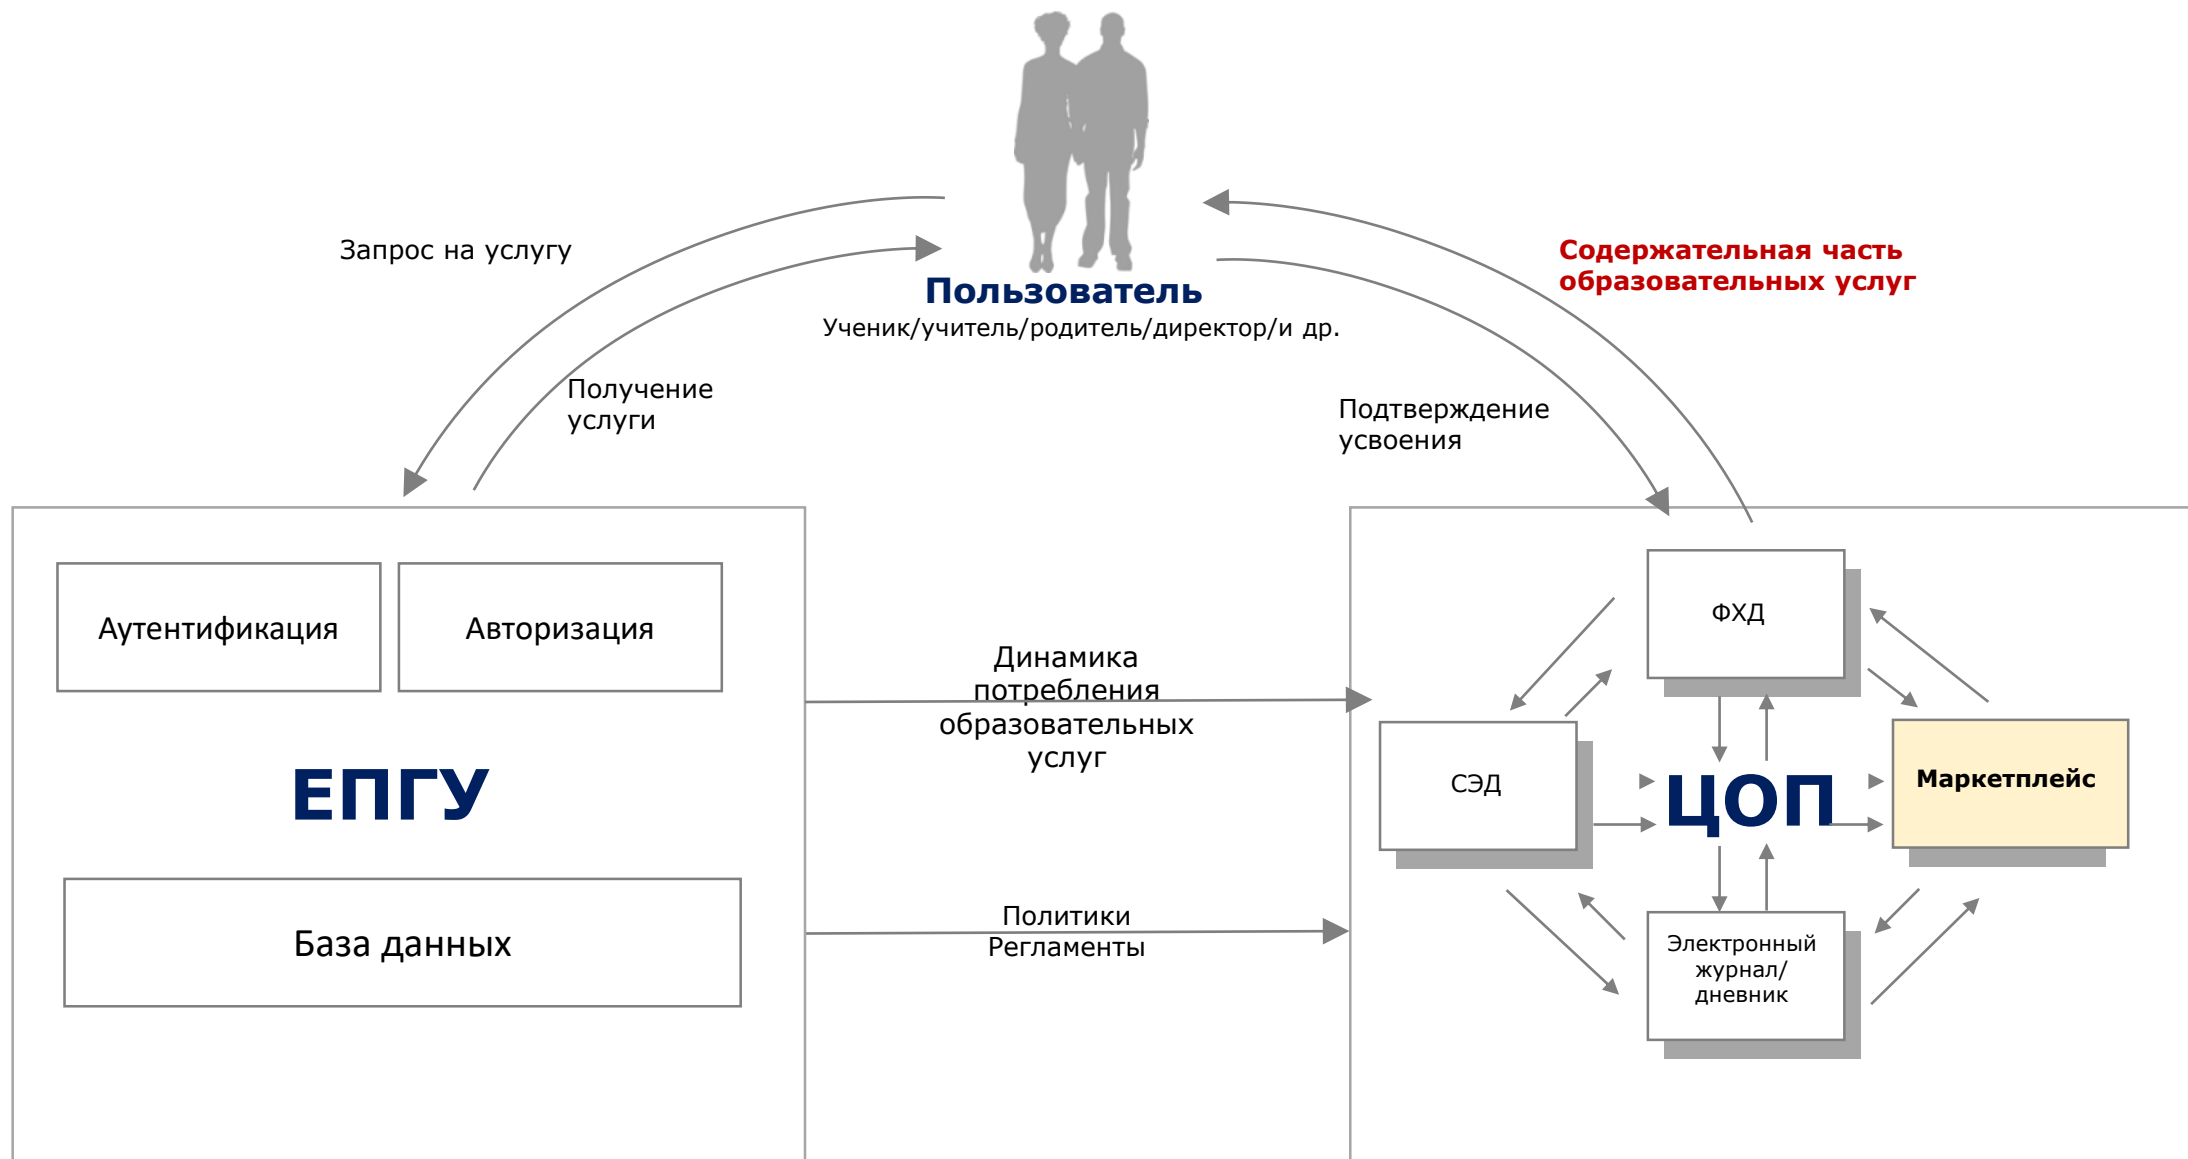 Запрос на услугу
Содержательная часть
образовательных услуг
Пользователь
Ученик/учитель/родитель/директор/и др.
Получение
услуги
Подтверждение
усвоения
Аутентификация
Авторизация
ЕПГУ
База данных
Динамика
потребления
образовательных
услуг
Политики
Регламенты
ФХД
СЭД
ЦОП
Маркетплейс
Электронный
журнал/
дневник